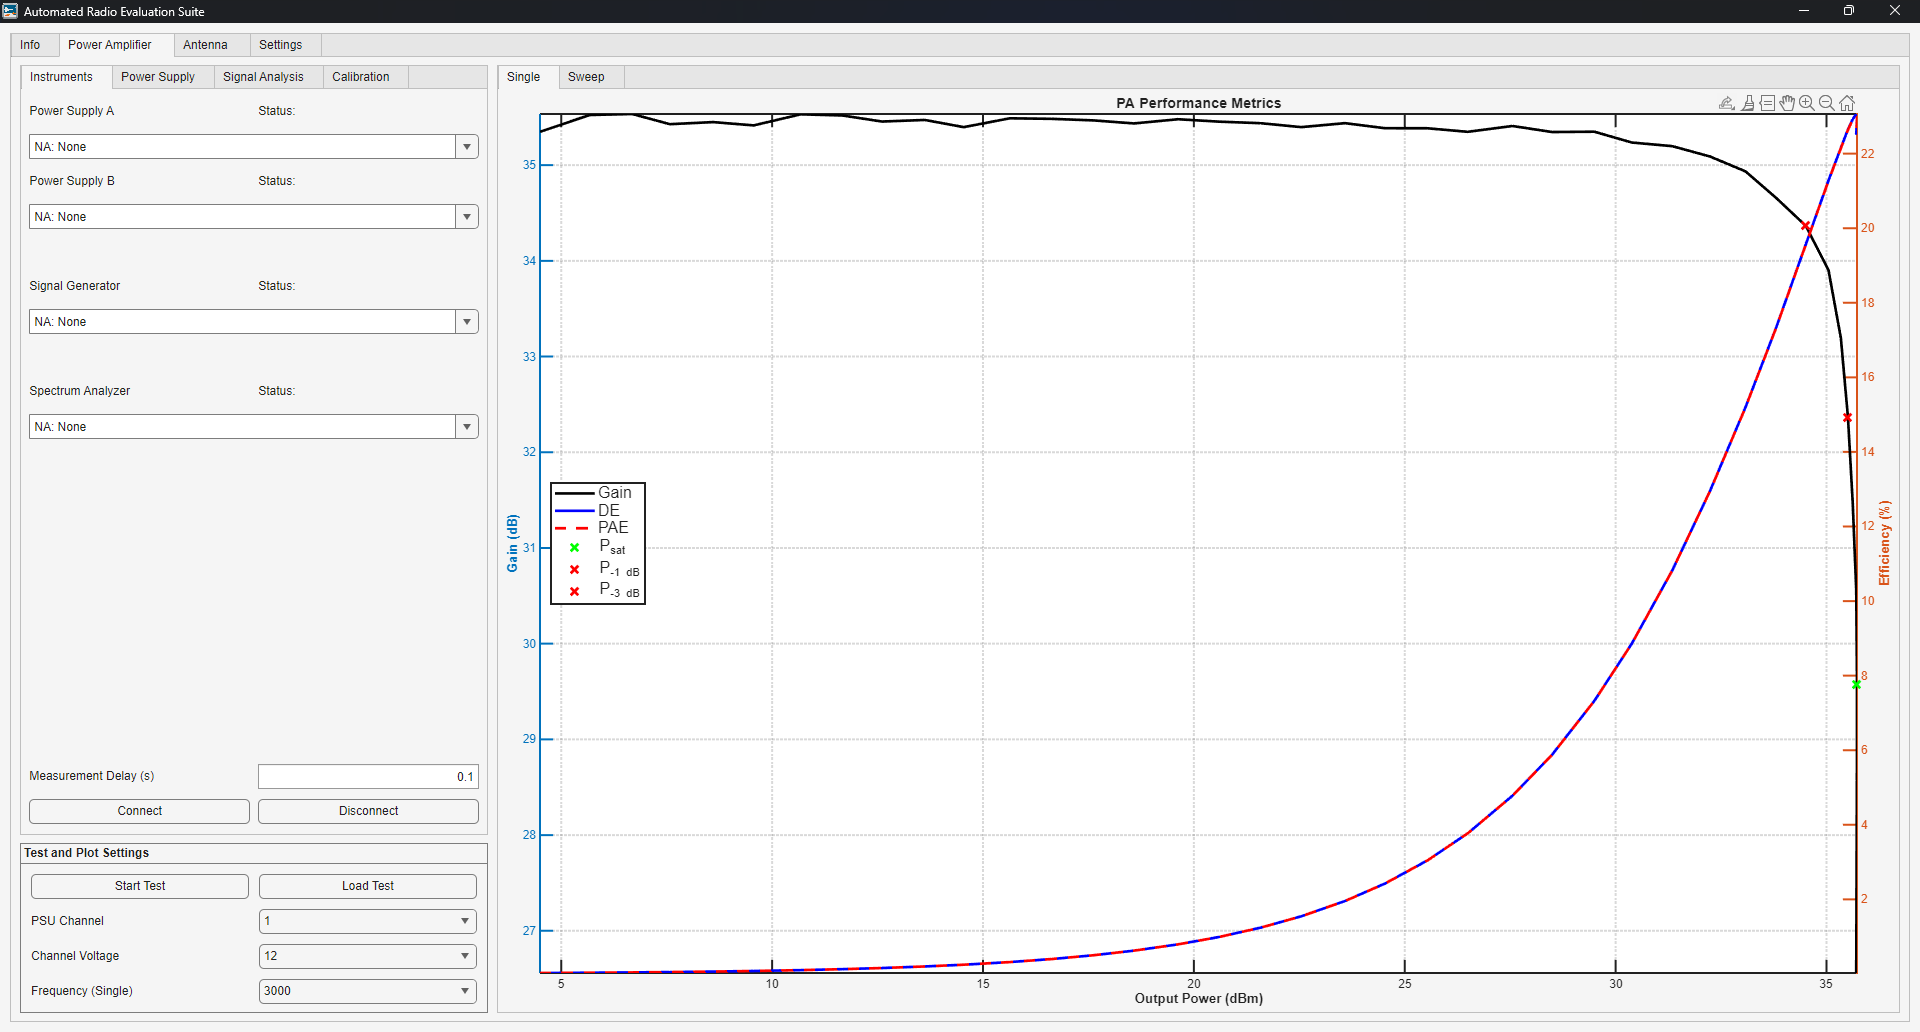 Automated Radio Evaluation Suite
Info
Power Amplifier
Antenna
Settings
Instruments
Power Supply
Signal Analysis
Calibration
Power Supply A
Status:
NA: None
Power Supply B
Status:
NA: None
Signal Generator
Status:
NA: None
Spectrum Analyzer
Status:
NA: None
Measurement Delay (s)
0.1
Connect
Disconnect
Test and Plot Settings
Start Test
Load Test
PSU Channel
1
Channel Voltage
12
Frequency (Single)
3000
Single
Sweep
PA Performance Metrics
35
34
33
32
31
30
29
28
27
Gain (dB)
Gain
DE
PAE
Psat
P-1 dB
P-3 dB
22
20
18
16
14
12
10
8
6
4
2
Efficiency (%)
5
10
15
20
25
30
35
Output Power (dBm)